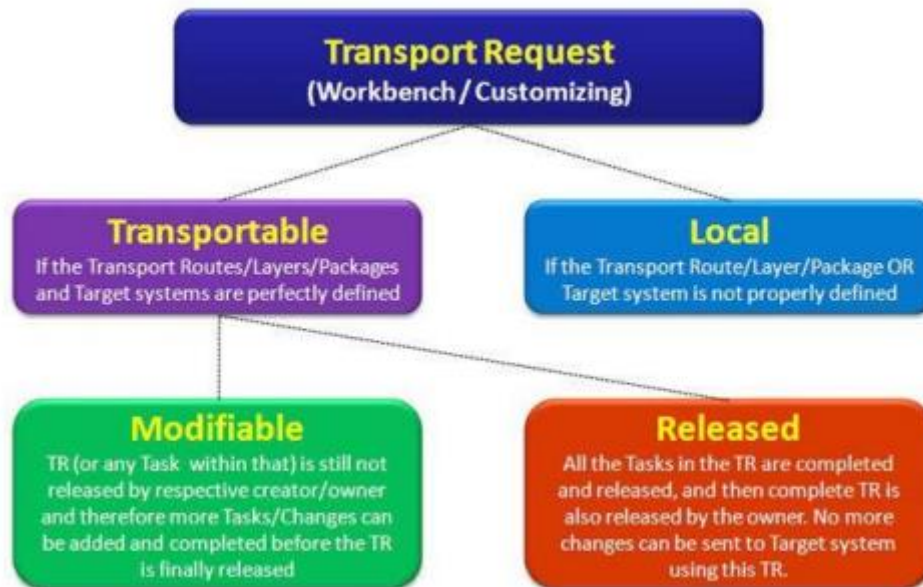 Transport Request
(Workbench / Customizing)
Transportable
If the Transport Routes/Layers/Packages
and Target systems are perfectly defined
Local
If the Transport Route/Layer/Package OR
Target system is not properly defined
Modifiable
TR (or any Task within that) is still not
released by respective creator/owner
and therefore more Tasks/Changes can
be added and completed before the TR
is finally released
Released
All the Tasks in the TR are completed
and released, and then complete TR is
also released by the owner. No more
changes can be sent to Target system
using this TR.